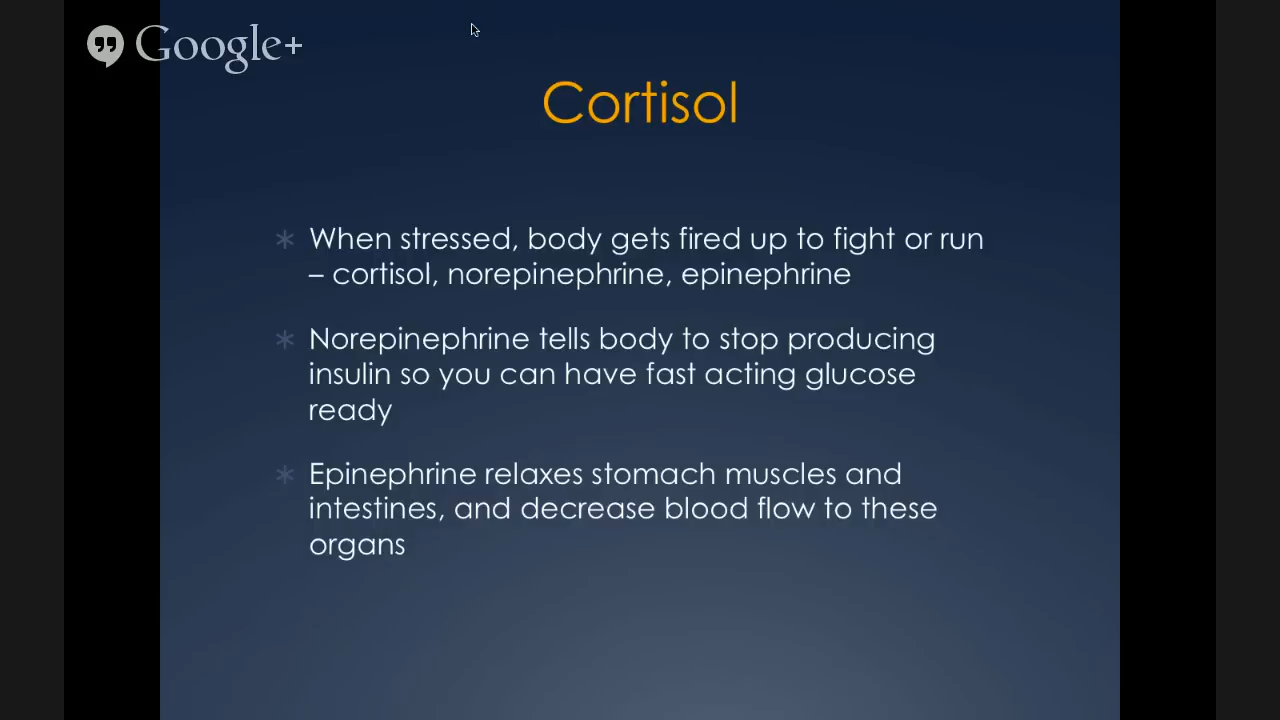 Google+
Cortisol
* When stressed, body gets fired up to fight or run
– cortisol, norepinephrine, epinephrine
* Norepinephrine tells body to stop producing
insulin so you can have fast acting glucose
ready
* Epinephrine relaxes stomach muscles and
intestines, and decrease blood flow to these
organs